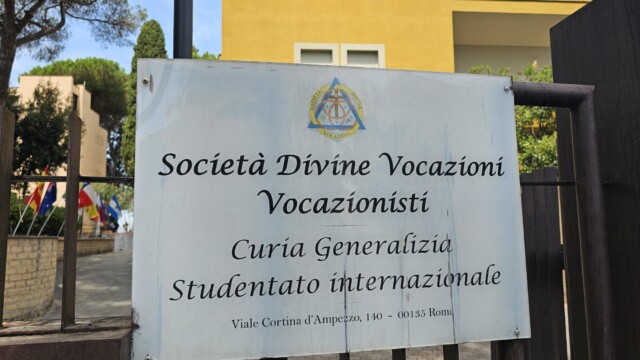 Società Divine Vocazioni
Vocazionisti
Curia Generalizia
Studentato internazionale
Viale Cortina d'Ampezzo, 140 - 00135 Roma